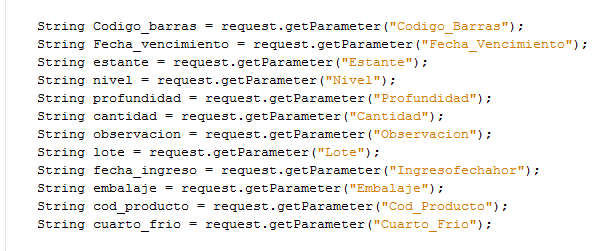 String Codigo_barras = request.getParameter("Codigo_Barras");
String Fecha_vencimiento = request.getParameter("Fecha_Vencimiento");
String estante = request.getParameter("Estante");
String nivel = request.getParameter("Nivel");
String profundidad = request.getParameter("Profundidad");
String cantidad = request.getParameter("Cantidad");
String observacion = request.getParameter("Observacion");
String lote = request.getParameter("Lote");
String fecha_ingreso = request.getParameter("Ingresofechahor");
String embalaje = request.getParameter("Embalaje");
String cod_producto = request.getParameter("Cod_Producto");
String cuarto_frio = request.getParameter("Cuarto_Frio");